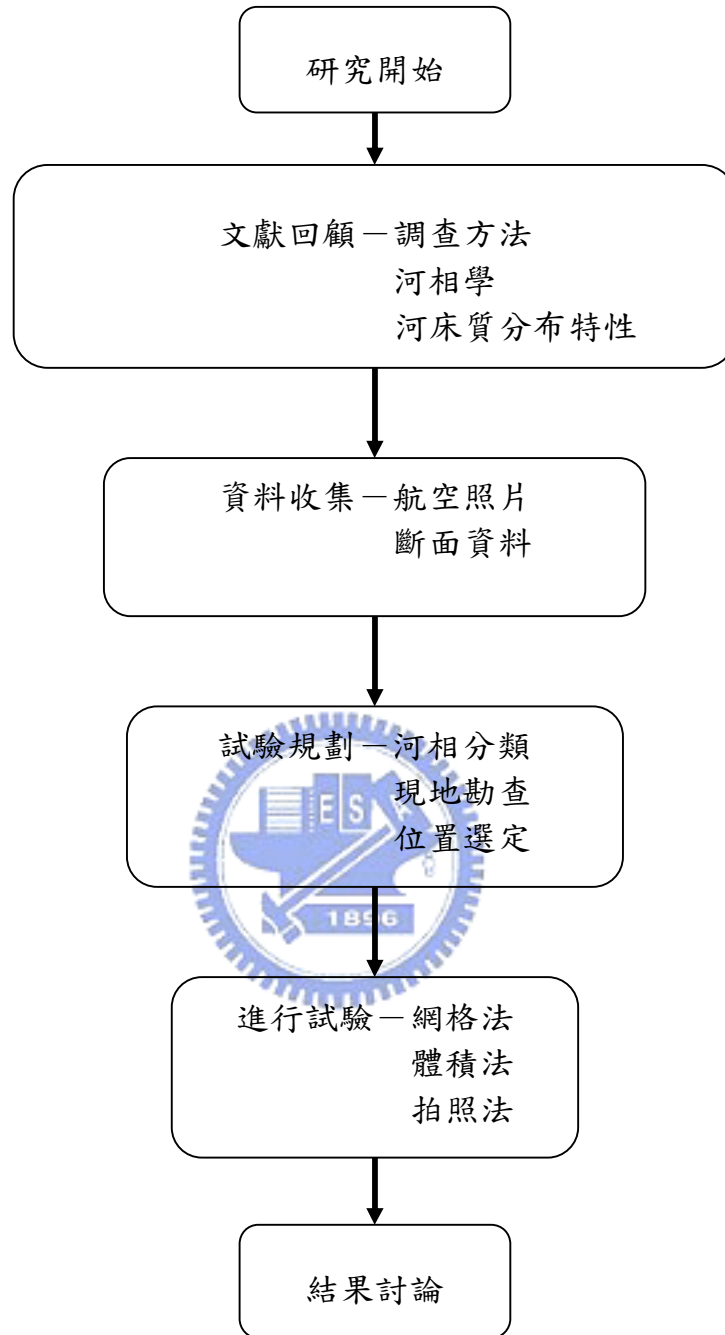 研究開始
文獻回顧－調查方法
河相學
河床質分布特性
資料收集－航空照片
斷面資料
試驗規劃－河相分類
現地勘查
位置選定
E S
1896
進行試驗－網格法
體積法
拍照法
結果討論